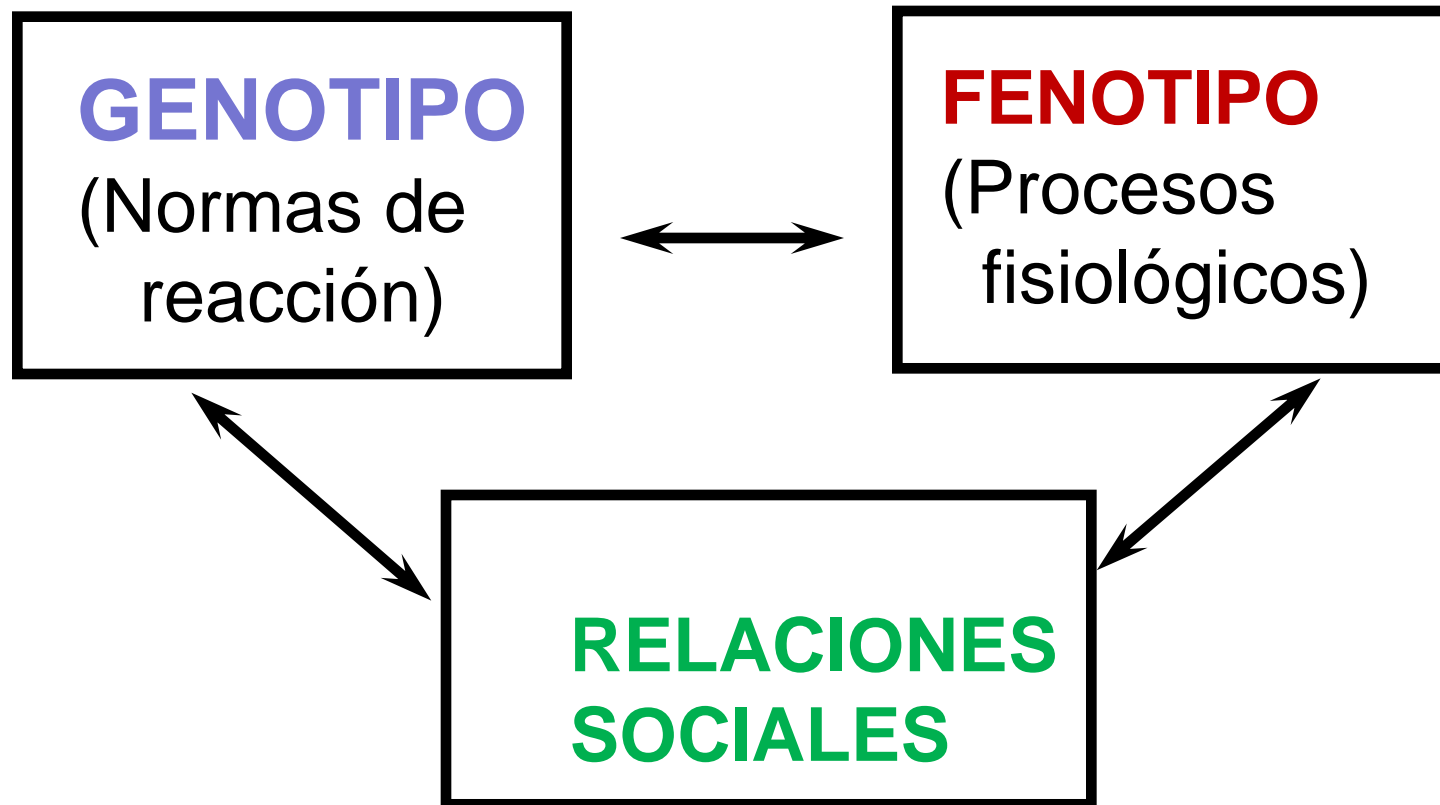 GENOTIPO
(Normas de
reacción)
FENOTIPO
(Procesos
fisiológicos)
RELACIONES
SOCIALES